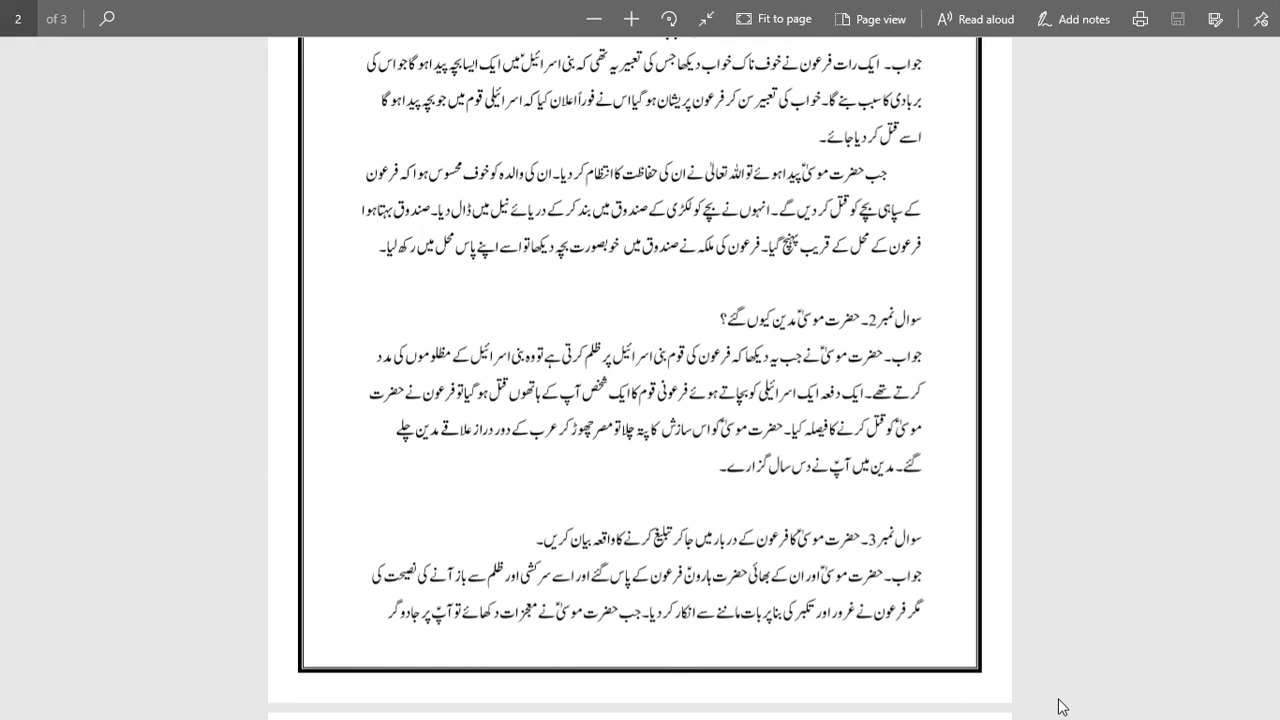 2 of 3 Fit to page Page view Read aloud Add notes
جواب۔ ایک رات فرعون نے خوف ناک خواب دیکھا جس کی تعبیر یہ تھی کہ بنی اسرائیلؑ میں ایک ایسا بچہ پیدا ہو گا جو اس کی
بربادی کا سبب بنے گا۔ خواب کی تعبیر سن کر فرعون پریشان ہو گیا اس نے فوراً اعلان کیا کہ اسرائیلی قوم میں جو بچہ پیدا ہو گا
اسے قتل کر دیا جائے۔
جب حضرت موسیٰؑ پیدا ہوئے تو اللہ تعالیٰ نے ان کی حفاظت کا انتظام کر دیا۔ ان کی والدہ کو خوف محسوس ہوا کہ فرعون
کے سپاہی بچے کو قتل کر دیں گے۔ انہوں نے بچے کو لکڑی کے صندوق میں بند کر کے دریائے نیل میں ڈال دیا۔ صندوق بہتا ہوا
فرعون کے محل کے قریب پہنچ گیا۔ فرعون کی ملکہ نے صندوق میں خوبصورت بچہ دیکھا تو اسے اپنے پاس محل میں رکھ لیا۔
سوال نمبر 2۔ حضرت موسیٰؑ مدین کیوں گئے؟
جواب۔ حضرت موسیٰؑ نے جب یہ دیکھا کہ فرعون کی قوم بنی اسرائیل پر ظلم کرتی ہے تو وہ بنی اسرائیل کے مظلوموں کی مدد
کرتے تھے۔ ایک دفعہ ایک اسرائیلی کو بچاتے ہوئے فرعونی قوم کا ایک شخص آپ کے ہاتھوں قتل ہو گیا تو فرعون نے حضرت
موسیٰؑ کو قتل کرنے کا فیصلہ کیا۔ حضرت موسیٰؑ کو اس سازش کا پتہ چلا تو مصر چھوڑ کر عرب کے دور دراز علاقے مدین چلے
گئے۔ مدین میں آپؑ نے دس سال گزارے۔
سوال نمبر 3۔ حضرت موسیٰؑ کا فرعون کے دربار میں جا کر تبلیغ کرنے کا واقعہ بیان کریں۔
جواب۔ حضرت موسیٰؑ اور ان کے بھائی حضرت ہارونؑ فرعون کے پاس گئے اور اسے سرکشی اور ظلم سے باز آنے کی نصیحت کی
مگر فرعون نے غرور اور تکبر کی بنا پر بات ماننے سے انکار کر دیا۔ جب حضرت موسیٰؑ نے معجزات دکھائے تو آپؑ پر جادو گر